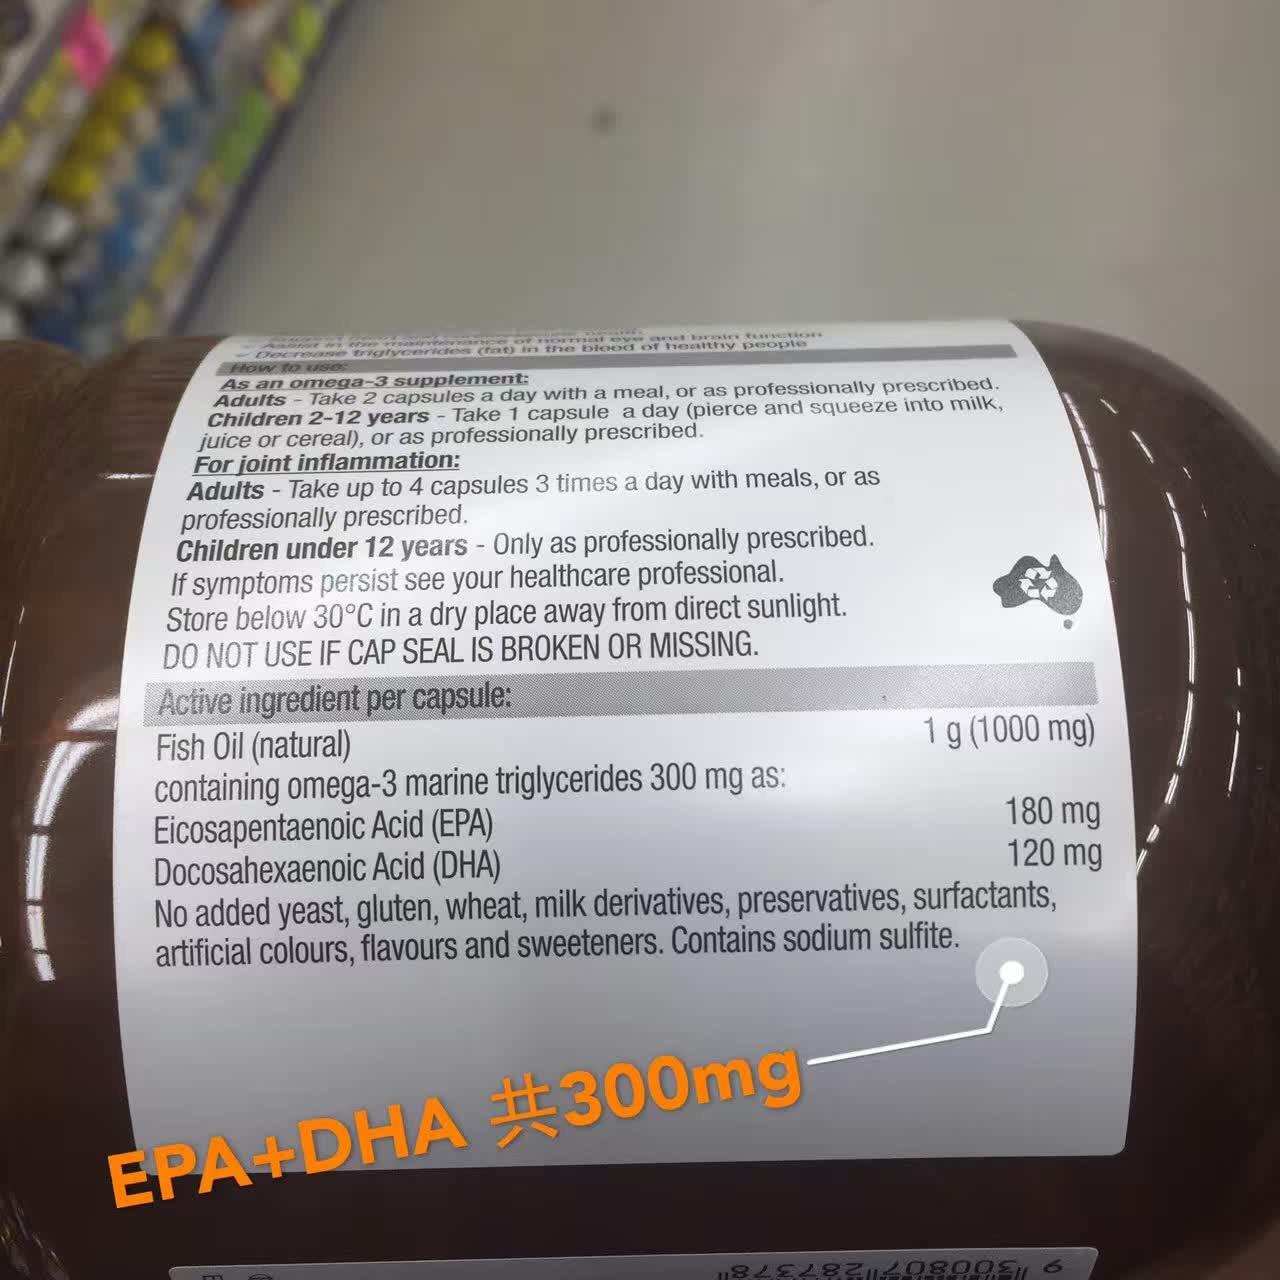 Assist in the maintenance of normal eye and brain function
Decrease triglycerides (fat) in the blood of healthy people
How to use:
As an omega-3 supplement:
Adults - Take 2 capsules a day with a meal, or as professionally prescribed.
Children 2-12 years - Take 1 capsule a day (pierce and squeeze into milk,
juice or cereal), or as professionally prescribed.
For joint inflammation:
Adults - Take up to 4 capsules 3 times a day with meals, or as
professionally prescribed.
Children under 12 years - Only as professionally prescribed.
If symptoms persist see your healthcare professional.
Store below 30°C in a dry place away from direct sunlight.
DO NOT USE IF CAP SEAL IS BROKEN OR MISSING.
Active ingredient per capsule:
Fish Oil (natural) 1 g (1000 mg)
containing omega-3 marine triglycerides 300 mg as:
Eicosapentaenoic Acid (EPA) 180 mg
Docosahexaenoic Acid (DHA) 120 mg
No added yeast, gluten, wheat, milk derivatives, preservatives, surfactants,
artificial colours, flavours and sweeteners. Contains sodium sulfite.
EPA+DHA 共300mg
9 300807 287378